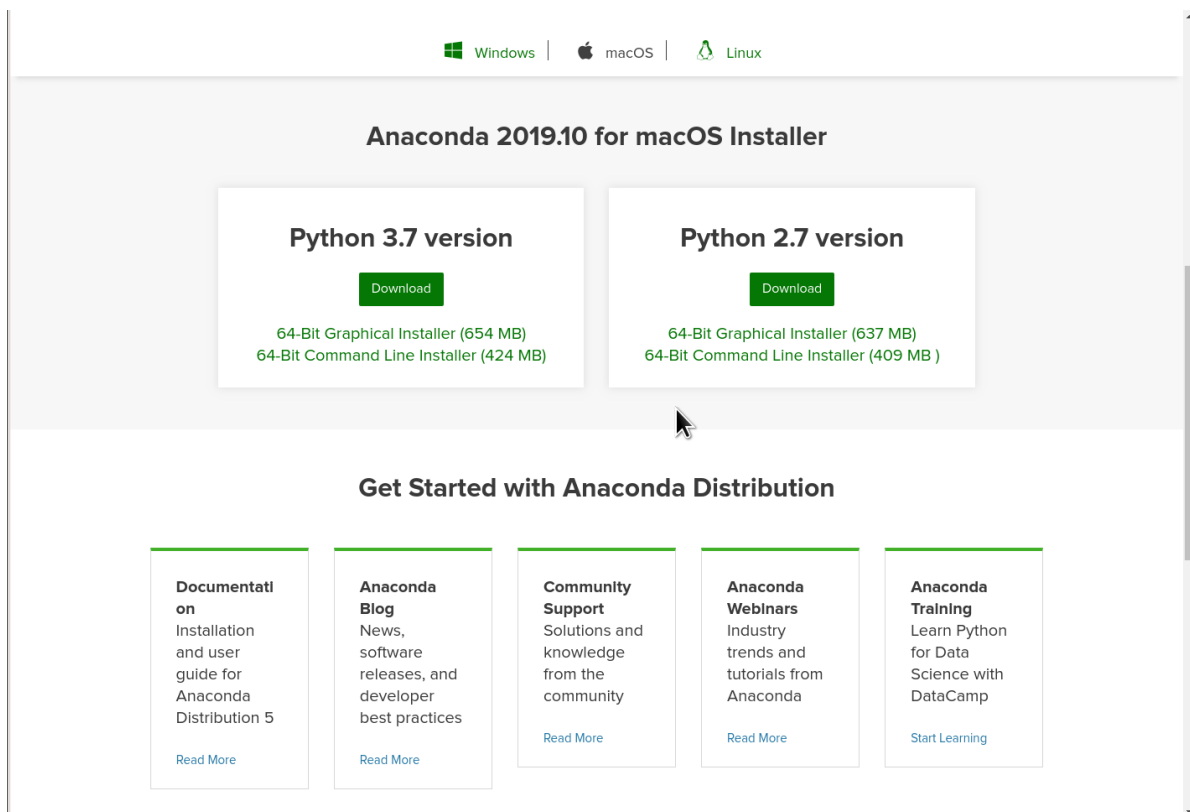 Windows | macOS | Linux
Anaconda 2019.10 for macOS Installer
Python 3.7 version
Download
64-Bit Graphical Installer (654 MB)
64-Bit Command Line Installer (424 MB)
Python 2.7 version
Download
64-Bit Graphical Installer (637 MB)
64-Bit Command Line Installer (409 MB )
Get Started with Anaconda Distribution
Documentati
on
Installation
and user
guide for
Anaconda
Distribution 5
Read More
Anaconda
Blog
News,
software
releases, and
developer
best practices
Read More
Community
Support
Solutions and
knowledge
from the
community
Read More
Anaconda
Webinars
Industry
trends and
tutorials from
Anaconda
Read More
Anaconda
Training
Learn Python
for Data
Science with
DataCamp
Start Learning